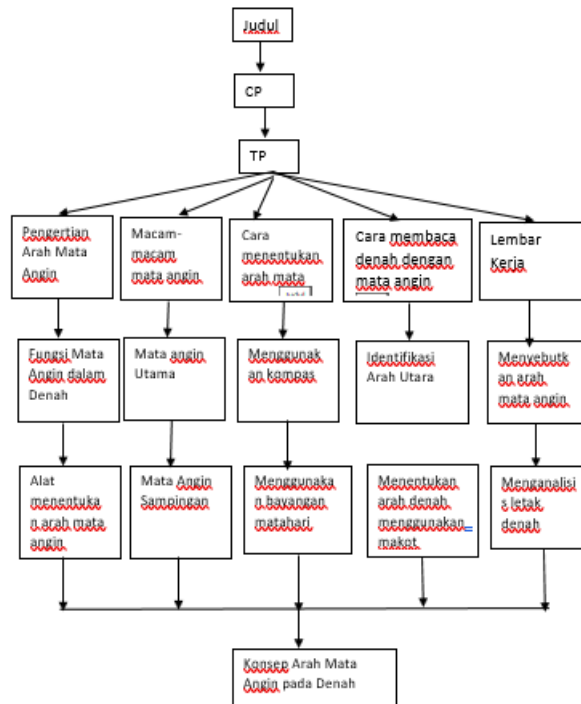 Judul
CP
TP
Pengertian
Arah Mata
Angin
Macam-
macam
mata angin
Cara
menentukan
arah mata
Cara membaca
denah dengan
mata angin
Lembar
Kerja
Fungsi Mata
Angin dalam
Denah
Mata angin
Utama
Menggunak
an kompas
Identifikasi
Arah Utara
Menyebutk
an arah
mata angin
Alat
menentuka
n arah mata
angin
Mata Angin
Sampingan
Menggunaka
n bayangan
matahari
Menentukan
arah denah
menggunakan
makot
Menganalisi
s letak
denah
Konsep Arah Mata
Angin pada Denah